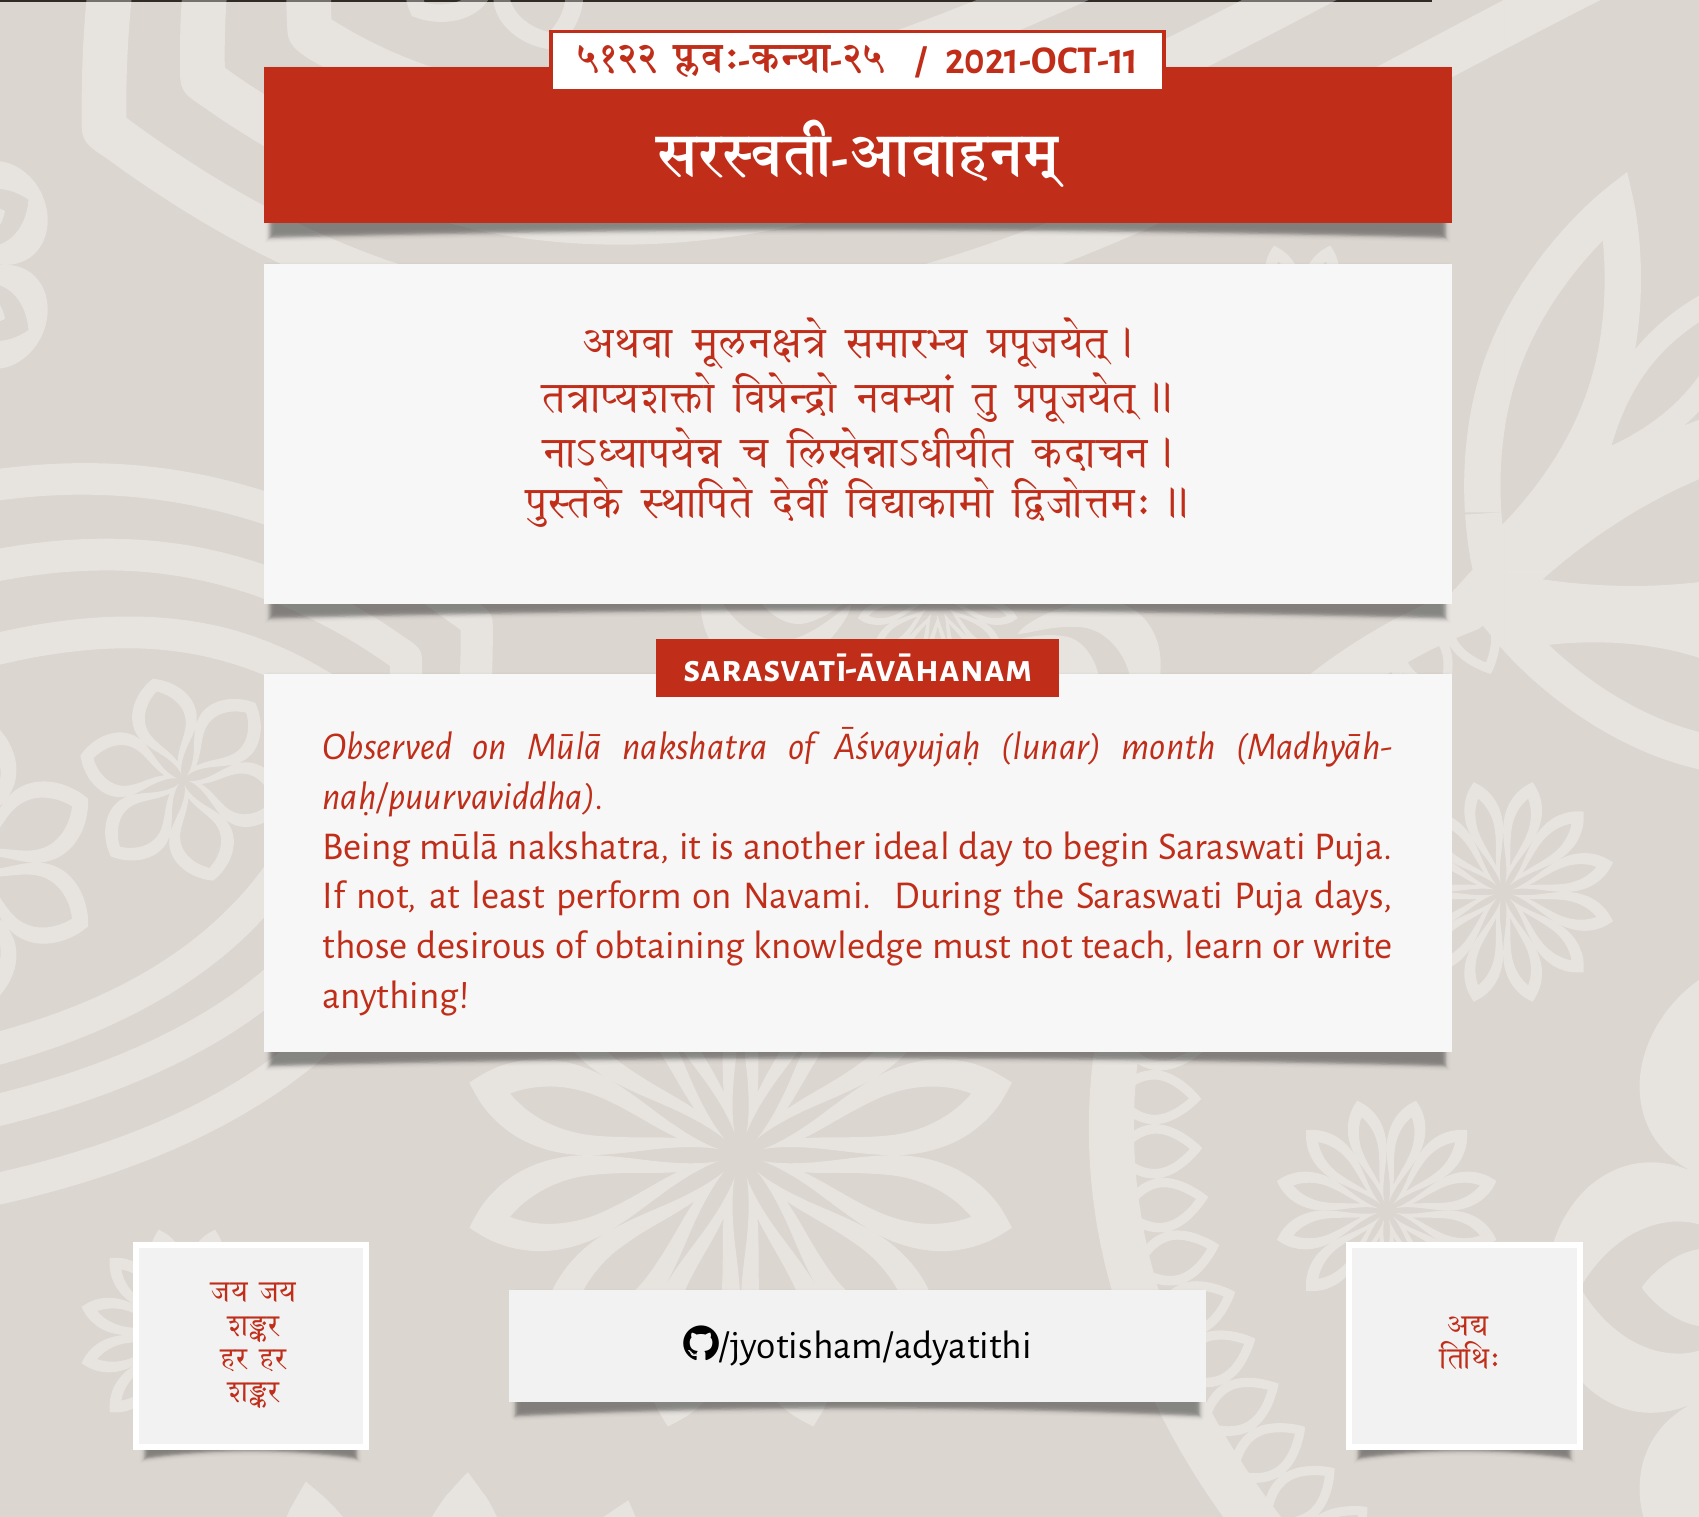 ५१२२ प्लवः-कन्या-२५ / 2021-OCT-11
सरस्वती-आवाहनम्
अथवा मूलनक्षत्रे समारभ्य प्रपूजयेत् ।
तत्राप्यशक्तो विप्रेन्द्रो नवम्यां तु प्रपूजयेत् ॥
नाऽध्यापयेन्न च लिखेन्नाऽधीयीत कदाचन ।
पुस्तके स्थापिते देवीं विद्याकामो द्विजोत्तमः ॥
SARASVATĪ-ĀVĀHANAM
Observed on Mūlā nakshatra of Āśvayujaḥ (lunar) month (Madhyāh-
naḥ/puurvaviddha).
Being mūlā nakshatra, it is another ideal day to begin Saraswati Puja.
If not, at least perform on Navami. During the Saraswati Puja days,
those desirous of obtaining knowledge must not teach, learn or write
anything!
जय जय
शङ्कर
हर हर
शङ्कर
/jyotisham/adyatithi
अद्य
तिथिः